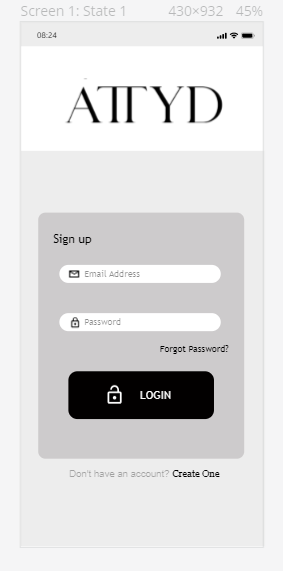 Screen 1: State 1 430×932 45%
08:24
ATTYD
Sign up
Email Address
Password
Forgot Password?
LOGIN
Don't have an account? Create One